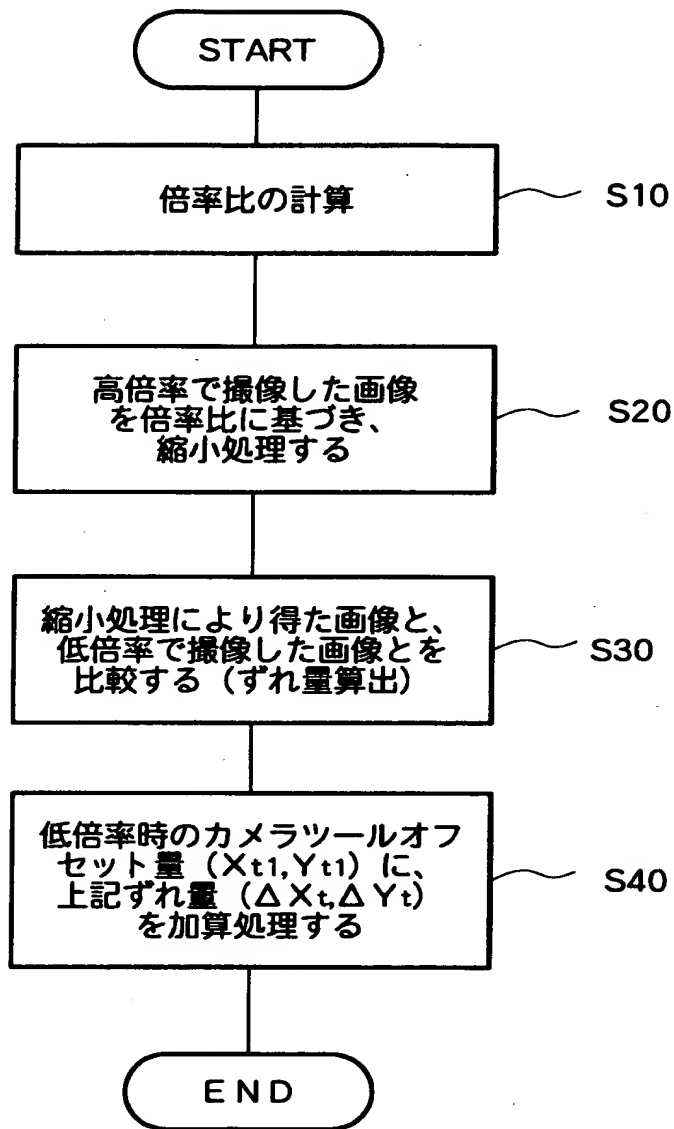 START
倍率比の計算
S10
高倍率で撮像した画像
を倍率比に基づき、
縮小処理する
S20
縮小処理により得た画像と、
低倍率で撮像した画像とを
比較する（ずれ量算出）
S30
低倍率時のカメラツールオフ
セット量（Xt1,Yt1）に、
上記ずれ量（ΔXt,ΔYt）
を加算処理する
S40
END